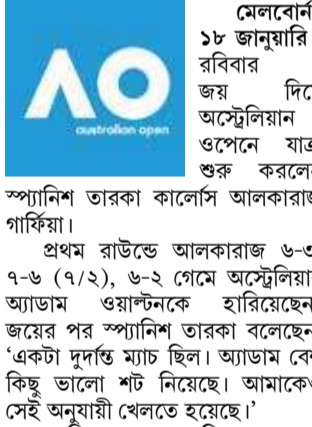 AO
australian open
মেলবোর্ন
১৮ জানুয়ারি
রবিবার
জয় দিয়ে
অস্ট্রেলিয়ান
ওপেনে যাত্রা
শুরু করলেন
স্প্যানিশ তারকা কার্লোস আলকারাজ
গার্ফিয়া।
প্রথম রাউন্ডে আলকারাজ ৬-৩
৭-৬ (৭/২), ৬-২ গেমে অস্ট্রেলিয়ার
অ্যাডাম ওয়াল্টনকে হারিয়েছেন
জয়ের পর স্প্যানিশ তারকা বলেছেন
‘একটা দুর্দান্ত ম্যাচ ছিল। অ্যাডাম বেশ
কিছু ভালো শট নিয়েছে। আমাকেও
সেই অনুযায়ী খেলতে হয়েছে।’